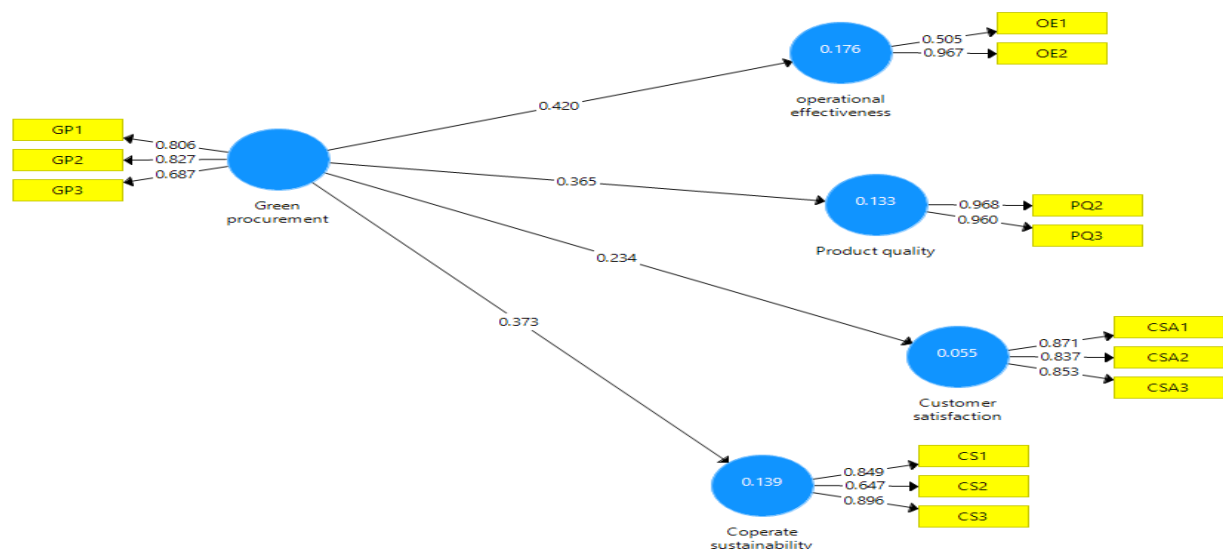 GP1
GP2
GP3
0.806
0.827
0.687
Green
procurement
0.420
0.365
0.234
0.373
0.176
operational
effectiveness
0.505
0.967
OE1
OE2
0.133
Product quality
0.968
0.960
PQ2
PQ3
0.055
Customer
satisfaction
0.871
0.837
0.853
CSA1
CSA2
CSA3
0.139
Coperate
sustainability
0.849
0.647
0.896
CS1
CS2
CS3